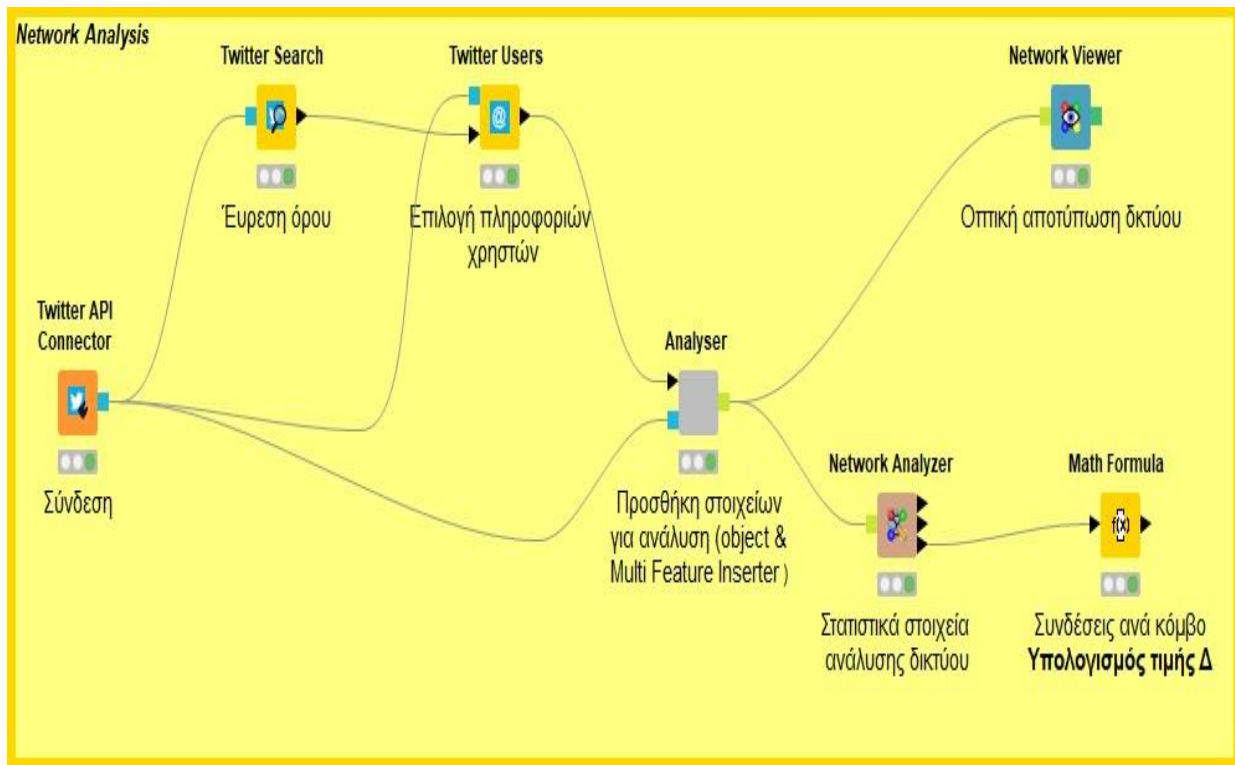 Network Analysis
Twitter Search
Έυρεση όρου
Twitter Users
@
Επιλογή πληροφοριών
χρηστών
Network Viewer
Οπτική αποτύπωση δκτύου
Twitter API
Connector
Σύνδεση
Analyser
Προσθήκη στοιχείων
για ανάλυση (object &
Multi Feature Inserter )
Network Analyzer
Στατιστικά στοιχεία
ανάλυσης δικτύου
Math Formula
f(x)
Συνδέσεις ανά κόμβο
Υπολογισμός τιμής Δ